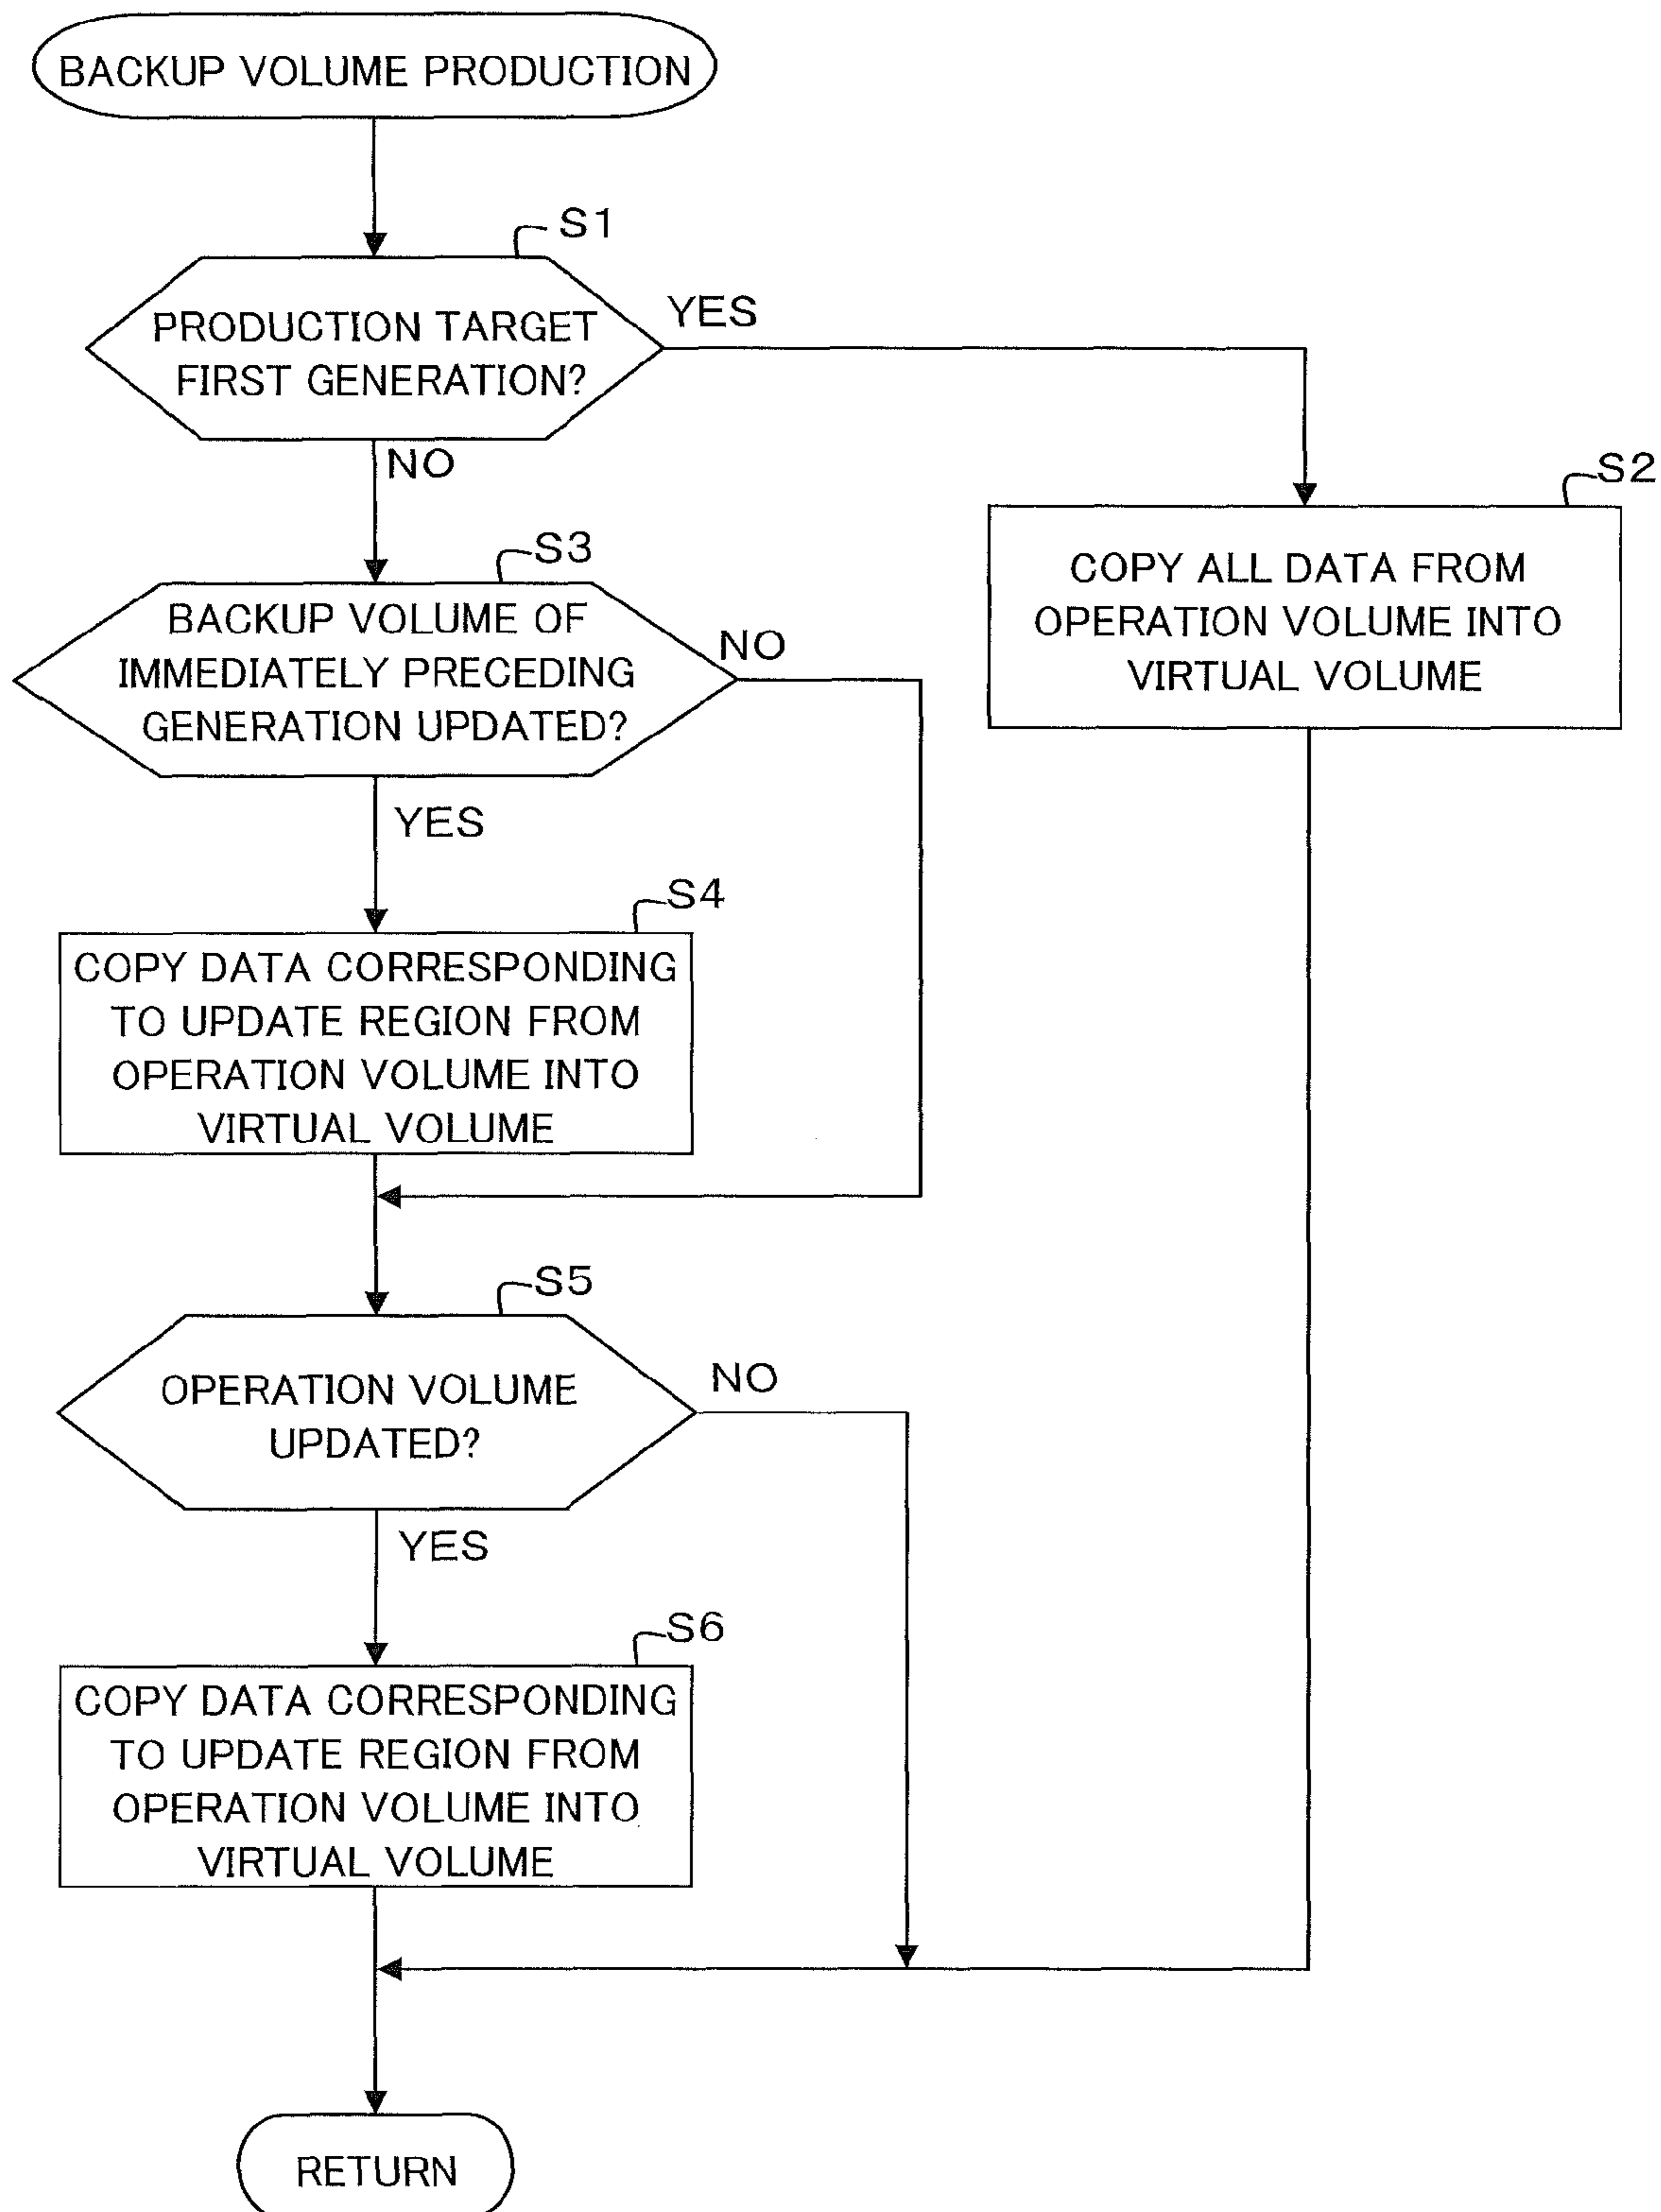 BACKUP VOLUME PRODUCTION
S1
PRODUCTION TARGET
FIRST GENERATION?
YES
NO
S2
COPY ALL DATA FROM
OPERATION VOLUME INTO
VIRTUAL VOLUME
S3
BACKUP VOLUME OF
IMMEDIATELY PRECEDING
GENERATION UPDATED?
NO
YES
S4
COPY DATA CORRESPONDING
TO UPDATE REGION FROM
OPERATION VOLUME INTO
VIRTUAL VOLUME
S5
OPERATION VOLUME
UPDATED?
NO
YES
S6
COPY DATA CORRESPONDING
TO UPDATE REGION FROM
OPERATION VOLUME INTO
VIRTUAL VOLUME
RETURN